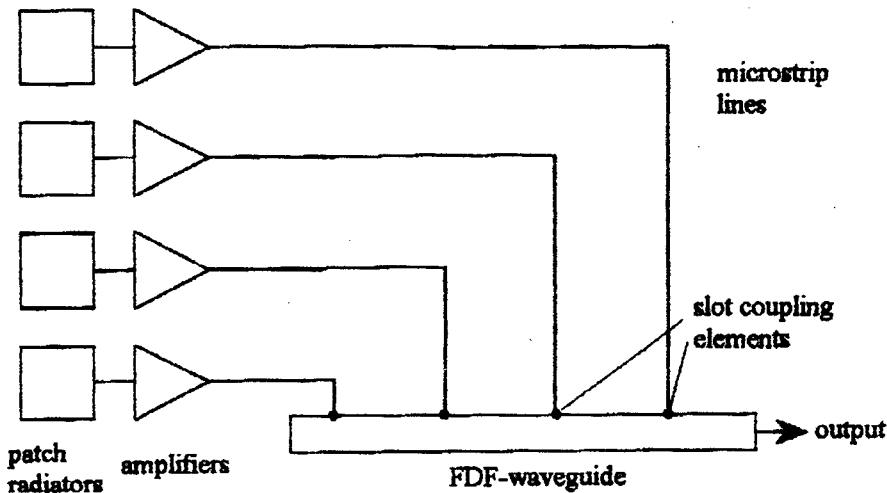 microstrip
lines
slot coupling
elements
output
patch
radiators
amplifiers
FDF-waveguide